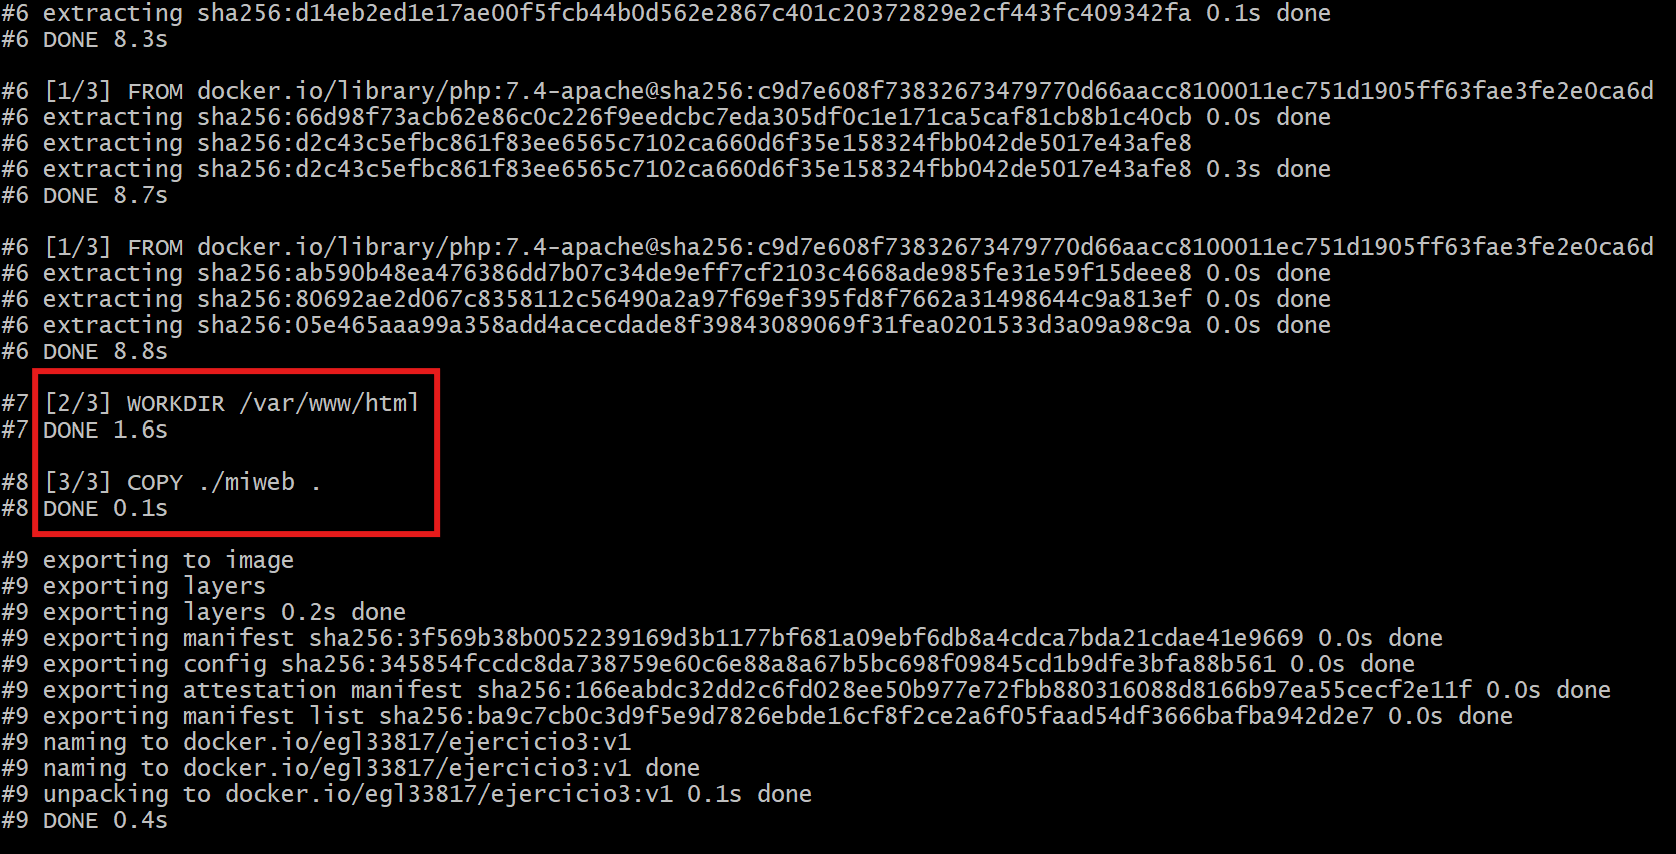 #6 extracting sha256:d14eb2ed1e17ae00f5fcb44b0d562e2867c401c20372829e2cf443fc409342fa 0.1s done
#6 DONE 8.3s
#6 [1/3] FROM docker.io/library/php:7.4-apache@sha256:c9d7e608f73832673479770d66aacc8100011ec751d1905ff63fae3fe2e0ca6d
#6 extracting sha256:66d98f73acb62e86c0c226f9eedcbc7eda305df0c1e171ca5caf81cb8b1c40cb 0.0s done
#6 extracting sha256:d2c43c5efbc861f83ee6565c7102ca660d6f35e158324fbb042de5017e43afe8
#6 extracting sha256:d2c43c5efbc861f83ee6565c7102ca660d6f35e158324fbb042de5017e43afe8 0.3s done
#6 DONE 8.7s
#6 [1/3] FROM docker.io/library/php:7.4-apache@sha256:c9d7e608f73832673479770d66aacc8100011ec751d1905ff63fae3fe2e0ca6d
#6 extracting sha256:ab590b48ea476386dd7b07c34de9eff7cf2103c4668ade985fe31e59f15deee8 0.0s done
#6 extracting sha256:80692ae2d067c8358112c56490a2a97f69ef395fd8f7662a31498644c9a813ef 0.0s done
#6 extracting sha256:05e465aaa99a358add4acecdade8f39843089069f31fea0201533d3a09a98c9a 0.0s done
#6 DONE 8.8s
#7 [2/3] WORKDIR /var/www/html
#7 DONE 1.6s
#8 [3/3] COPY ./miweb .
#8 DONE 0.1s
#9 exporting to image
#9 exporting layers
#9 exporting layers 0.2s done
#9 exporting manifest sha256:3f569b38b0052239169d3b1177bf681a09ebf6db8a4cdca7bda21cdae41e9669 0.0s done
#9 exporting config sha256:345854fccdc8da738759e60c6e88a8a67b5bc698f09845cd1b9dfe3bfa88b561 0.0s done
#9 exporting attestation manifest sha256:166eabdc32dd2c6fd028ee50b977e72fbb880316088d8166b97ea55cecf2e11f 0.0s done
#9 exporting manifest list sha256:ba9c7cb0c3d9f5e9d7826ebde16cf8f2ce2a6f05faad54df3666bafba942d2e7 0.0s done
#9 naming to docker.io/egl33817/ejercicio3:v1
#9 naming to docker.io/egl33817/ejercicio3:v1 done
#9 unpacking to docker.io/egl33817/ejercicio3:v1 0.1s done
#9 DONE 0.4s